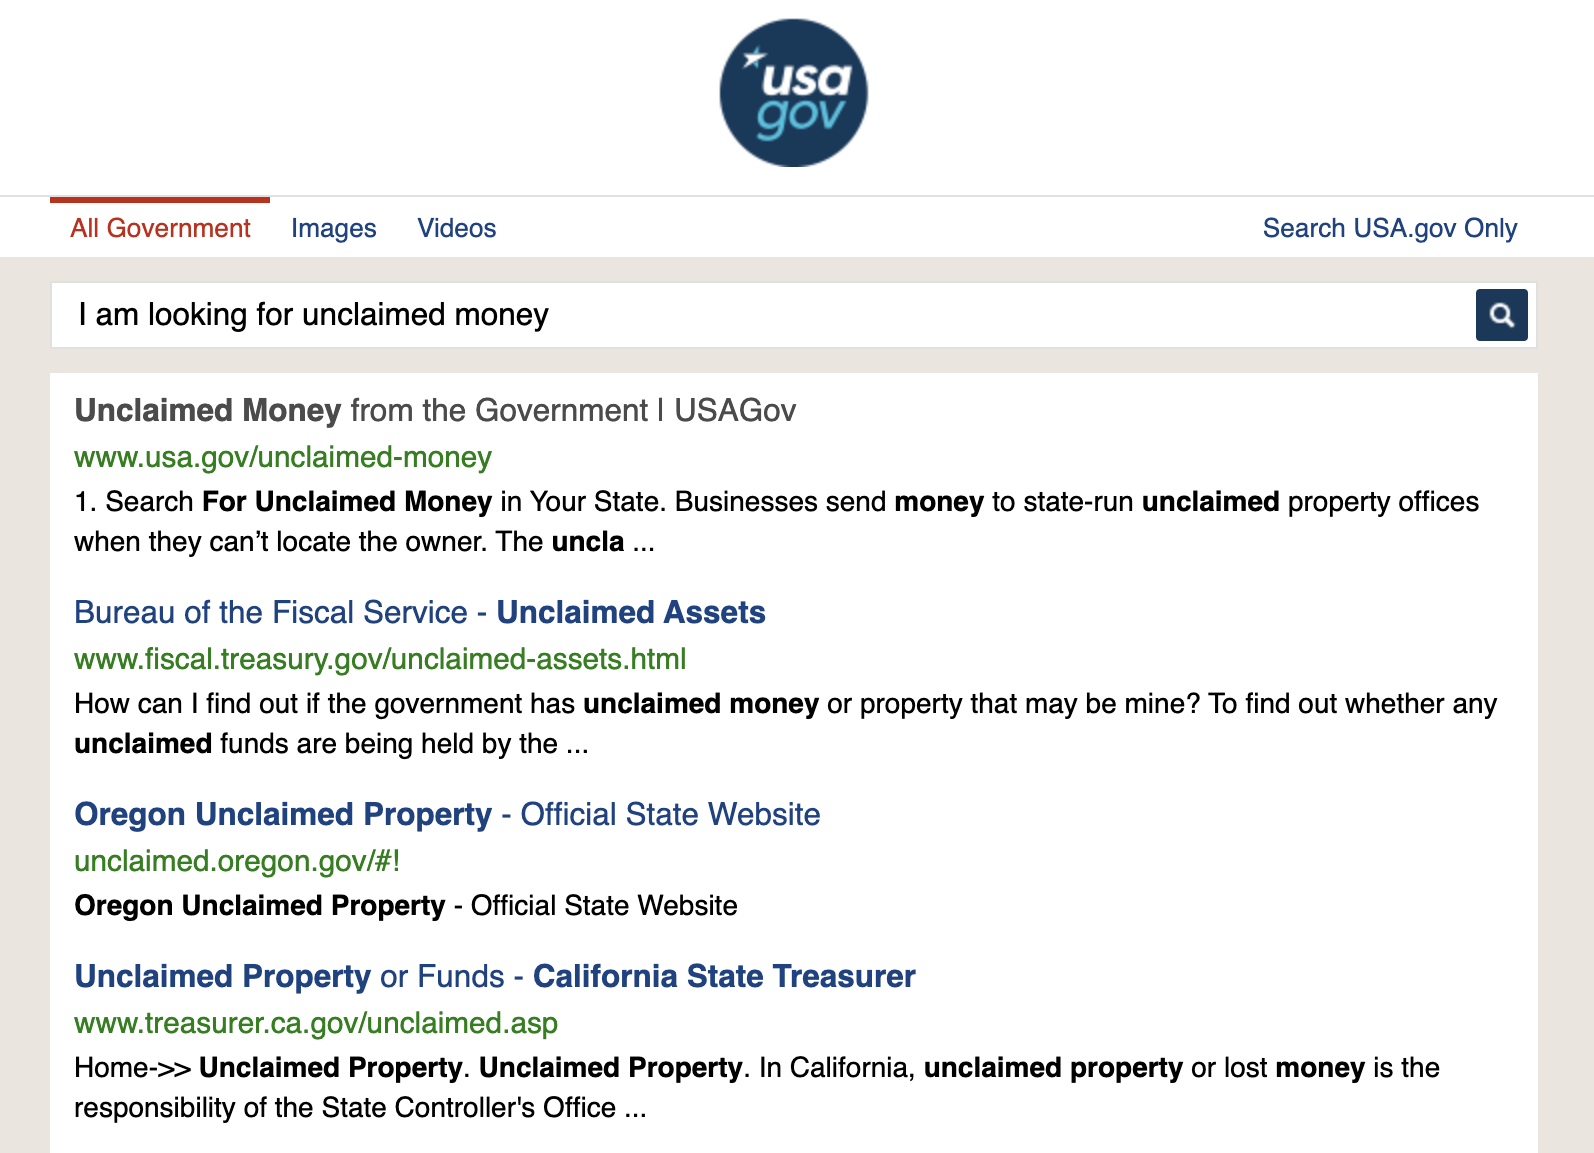 usa
gov
All Government Images Videos Search USA.gov Only
I am looking for unclaimed money
Unclaimed Money from the Government | USAGov
www.usa.gov/unclaimed-money
1. Search For Unclaimed Money in Your State. Businesses send money to state-run unclaimed property offices
when they can’t locate the owner. The uncla ...
Bureau of the Fiscal Service - Unclaimed Assets
www.fiscal.treasury.gov/unclaimed-assets.html
How can I find out if the government has unclaimed money or property that may be mine? To find out whether any
unclaimed funds are being held by the ...
Oregon Unclaimed Property - Official State Website
unclaimed.oregon.gov/#!
Oregon Unclaimed Property - Official State Website
Unclaimed Property or Funds - California State Treasurer
www.treasurer.ca.gov/unclaimed.asp
Home->> Unclaimed Property. Unclaimed Property. In California, unclaimed property or lost money is the
responsibility of the State Controller's Office ...